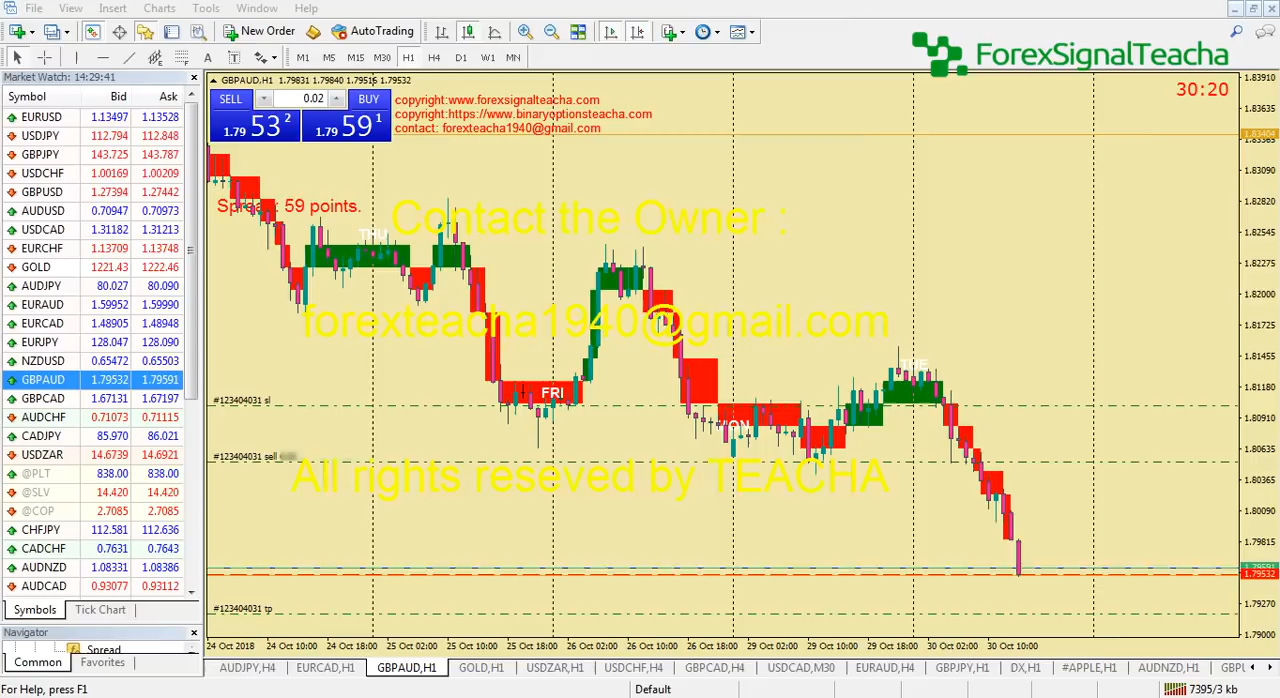 File View Insert Charts Tools Window Help
New Order AutoTrading
A T M1 M5 M15 M30 H1 H4 D1 W1 MN
ForexSignalTeacha
Market Watch: 14:29:41
Symbol Bid Ask
EURUSD 1.13497 1.13528
USDJPY 112.794 112.848
GBPJPY 143.725 143.787
USDCHF 1.00169 1.00209
GBPUSD 1.27394 1.27442
AUDUSD 0.70947 0.70973
USDCAD 1.31182 1.31213
EURCHF 1.13709 1.13748
GOLD 1221.43 1222.46
AUDJPY 80.027 80.090
EURAUD 1.59952 1.59990
EURCAD 1.48905 1.48948
EURJPY 128.047 128.089
NZDUSD 0.65472 0.65503
GBPAUD 1.79532 1.79591
GBPCAD 1.67131 1.67197
AUDCHF 0.71073 0.71115
CADJPY 85.970 86.021
USDZAR 14.6739 14.6921
@PLT 838.00 838.00
@SLV 14.420 14.420
@COP 2.7085 2.7085
CHFJPY 112.581 112.636
CADCHF 0.7631 0.7643
AUDNZD 1.08331 1.08386
AUDCAD 0.93077 0.93112
Symbols Tick Chart
Navigator
Spread
Common Favorites
GBPAUD,H1 1.79831 1.79840 1.79516 1.79532
SELL 0.02 BUY
1.79 53 2 1.79 59 1
copyright:www.forexsignalteacha.com
copyright:https://www.binaryoptionsteacha.com
contact: forexteacha1940@gmail.com
30:20
Spread: 59 points.
Contact the Owner :
THU
forexteacha1940@gmail.com
TUE
FRI
#123404031 sl
#123404031 sell
All rights reseved by TEACHA
#123404031 tp
1.83910
1.83635
1.83404
1.83365
1.83090
1.82820
1.82545
1.82275
1.82000
1.81725
1.81455
1.81180
1.80910
1.80635
1.80365
1.80090
1.79815
1.79591
1.79532
1.79270
1.79000
24 Oct 2018 24 Oct 10:00 24 Oct 18:00 25 Oct 02:00 25 Oct 10:00 25 Oct 18:00 26 Oct 02:00 26 Oct 10:00 26 Oct 18:00 29 Oct 02:00 29 Oct 10:00 29 Oct 18:00 30 Oct 02:00 30 Oct 10:00
AUDJPY,H4 EURCAD,H1 GBPAUD,H1 GOLD,H1 USDZAR,H1 USDCHF,H4 GBPCAD,H4 USDCAD,M30 EURAUD,H4 GBPJPY,H1 DX,H1 #APPLE,H1 AUDNZD,H1
For Help, press F1 Default 7395/3 kb